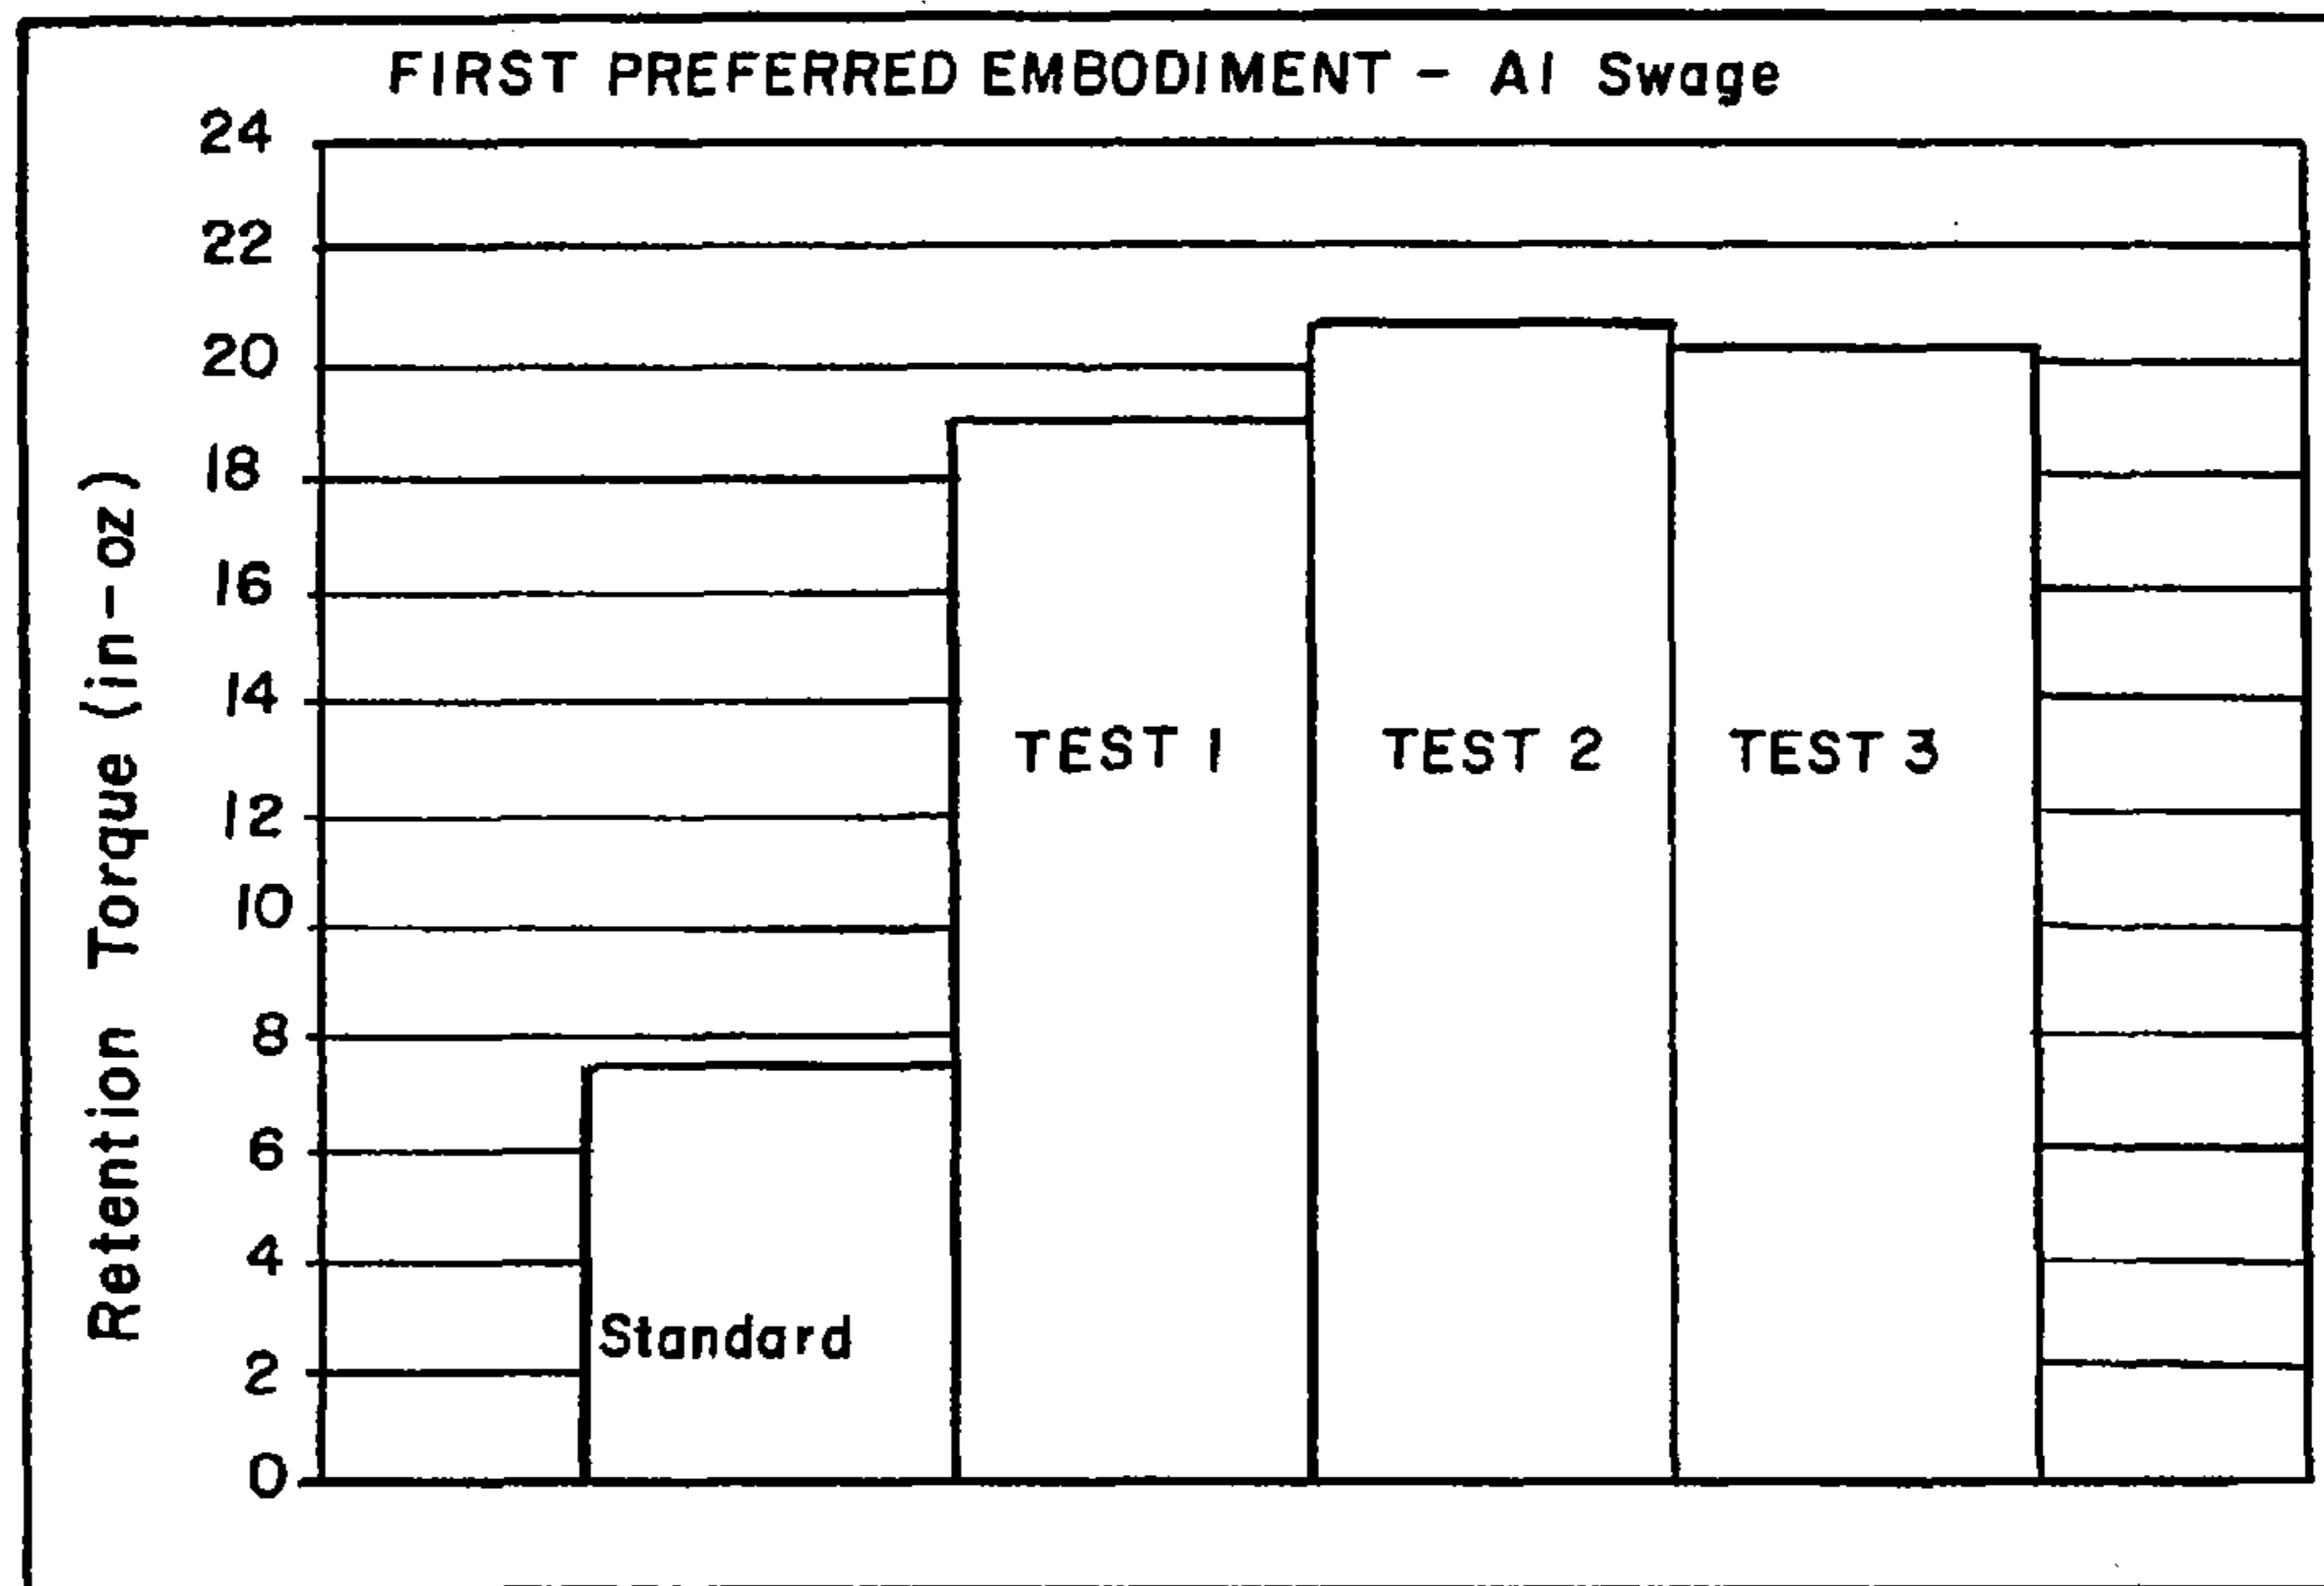 FIRST PREFERRED EMBODIMENT - Al Swage
24
22
20
18
16
14
12
10
8
6
4
2
0
Retention Torque (in-oz)
Standard
TEST 1
TEST 2
TEST 3